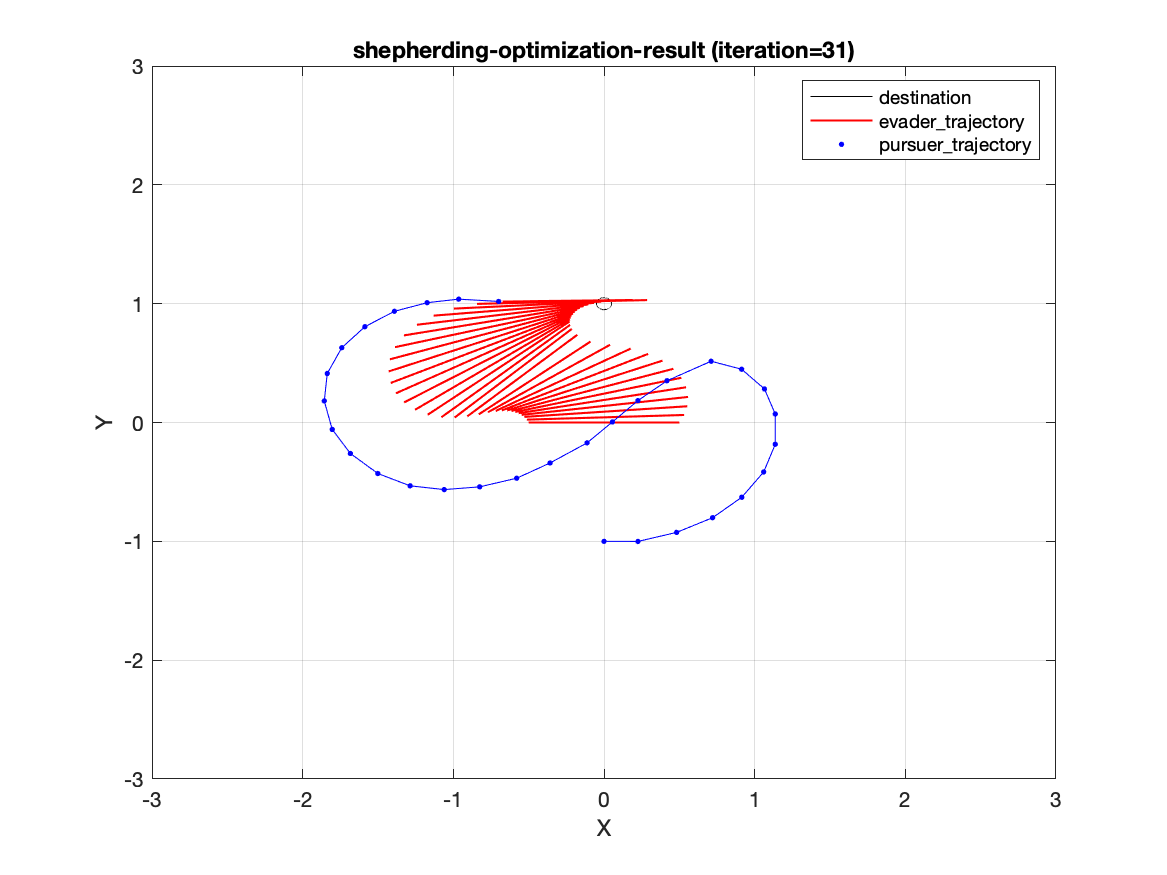 shepherding-optimization-result (iteration=31)
destination
evader_trajectory
pursuer_trajectory
3
2
1
0
-1
-2
-3
Y
-3 -2 -1 0 1 2 3
X